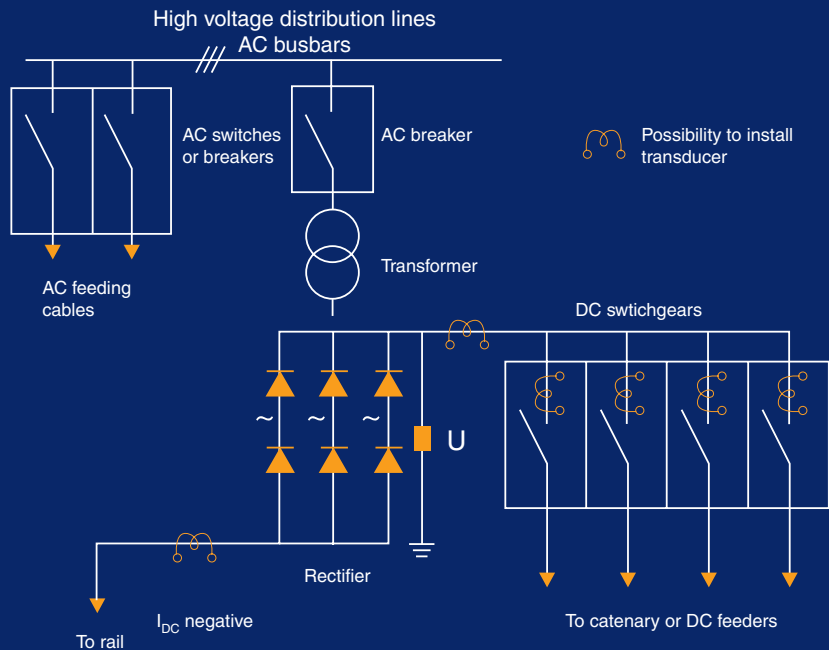 High voltage distribution lines
AC busbars
AC switches
or breakers
AC breaker
Possibility to install
transducer
AC feeding
cables
Transformer
DC swtichgears
~
~
~
U
Rectifier
I_DC negative
To rail
To catenary or DC feeders